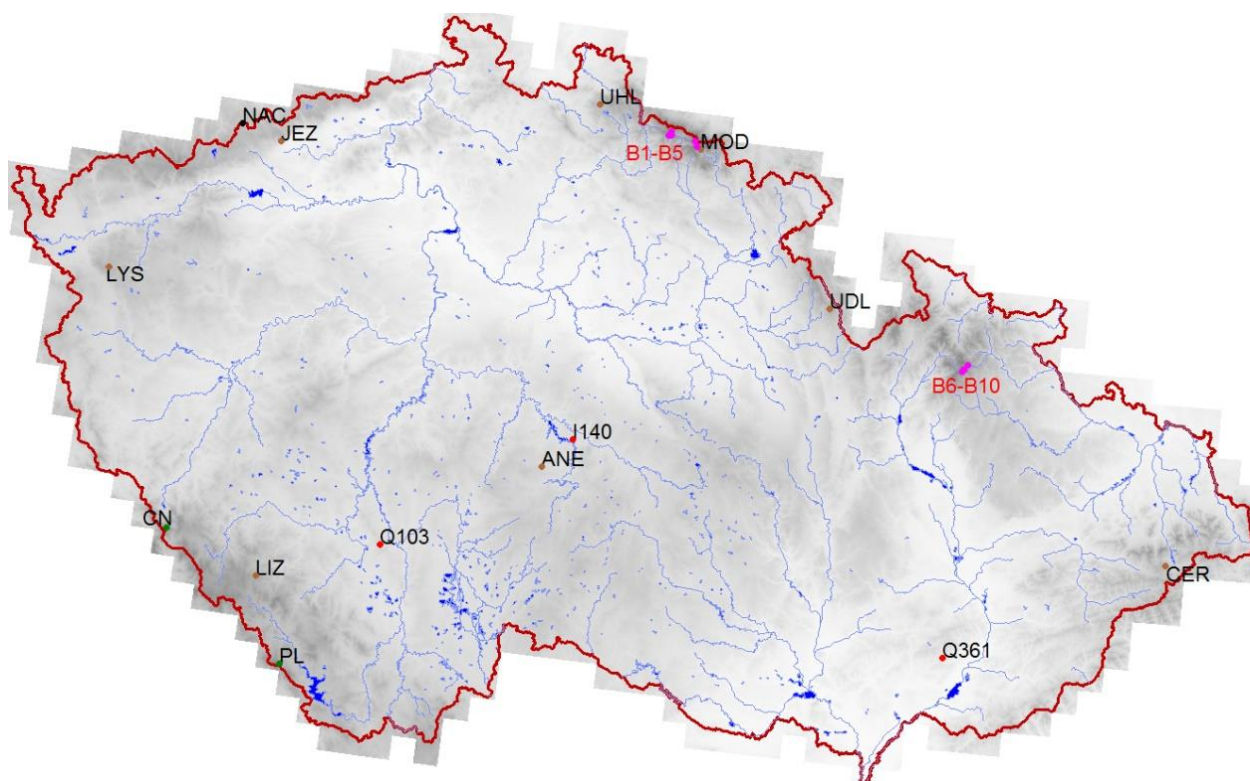 UHL
NAC
JEZ
MOD
B1-B5
LYS
UDL
B6-B10
I140
ANE
CN
Q103
LIZ
CER
PL
Q361